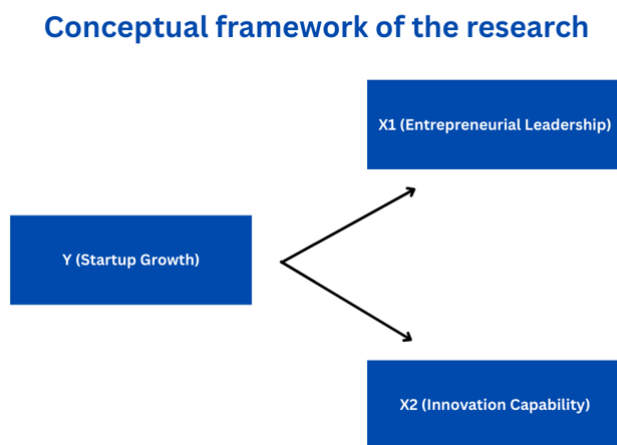 Conceptual framework of the research
X1 (Entrepreneurial Leadership)
Y (Startup Growth)
X2 (Innovation Capability)